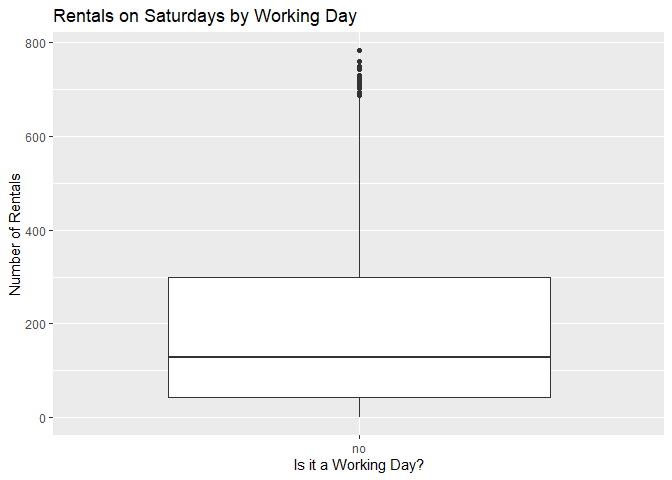 Rentals on Saturdays by Working Day
800
600
400
200
0
Number of Rentals
no
Is it a Working Day?